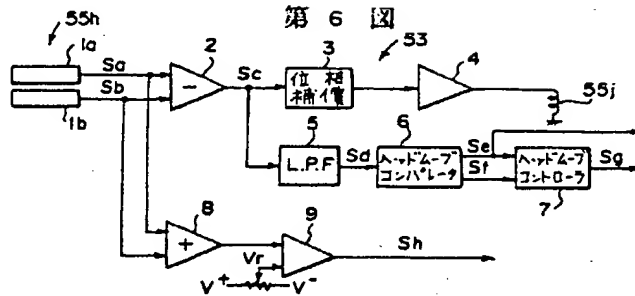 第 6 図
55h
53
1a
Sa
2
Sc
3
位相
補償
4
55j
1b
Sb
−
5
L.P.F
Sd
6
ヘッドムーブ
コンパレータ
Se
Sf
ヘッドムーブ
コントローラ
7
Sg
8
+
9
Vr
Sh
V+
V−